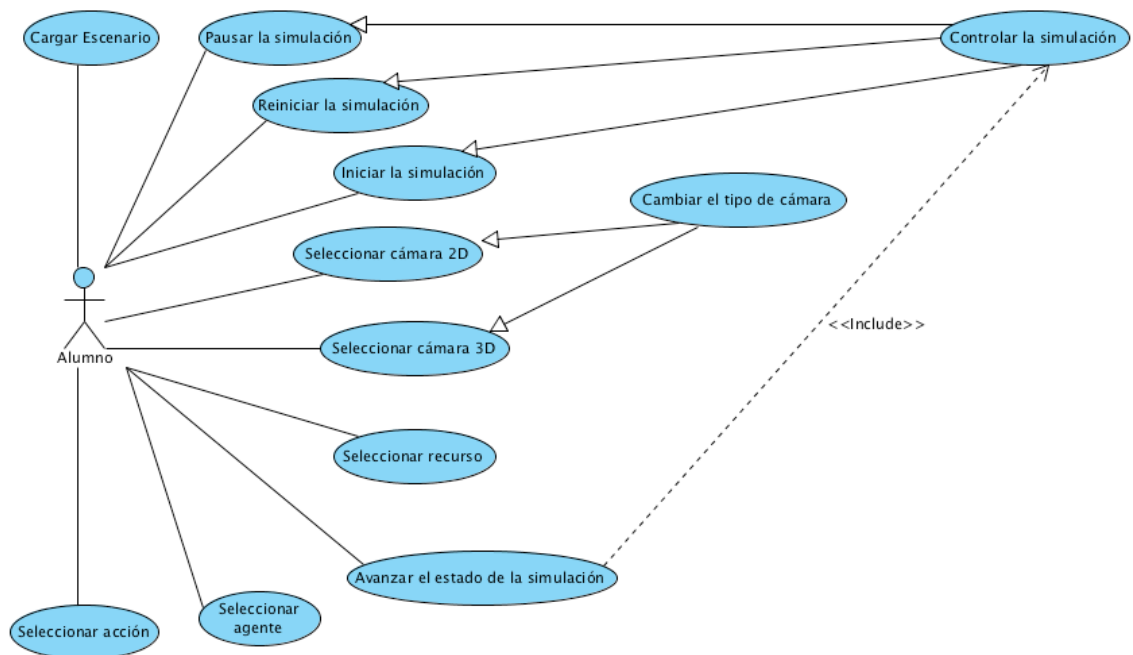 Cargar Escenario
Pausar la simulación
Controlar la simulación
Reiniciar la simulación
Iniciar la simulación
Cambiar el tipo de cámara
Seleccionar cámara 2D
<<Include>>
Seleccionar cámara 3D
Alumno
Seleccionar recurso
Avanzar el estado de la simulación
Seleccionar
agente
Seleccionar acción